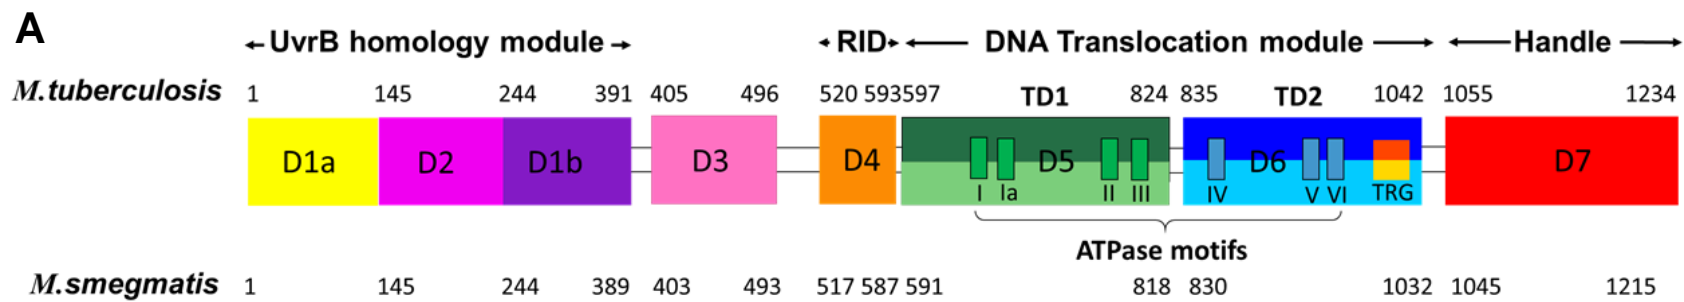 A
UvrB homology module RID DNA Translocation module Handle
M.tuberculosis 1 145 244 391 405 496 520 593 597 TD1 824 835 TD2 1042 1055 1234
D1a D2 D1b D3 D4 D5 D6 D7
I Ia II III IV V VI TRG
ATPase motifs
M.smegmatis 1 145 244 389 403 493 517 587 591 818 830 1032 1045 1215